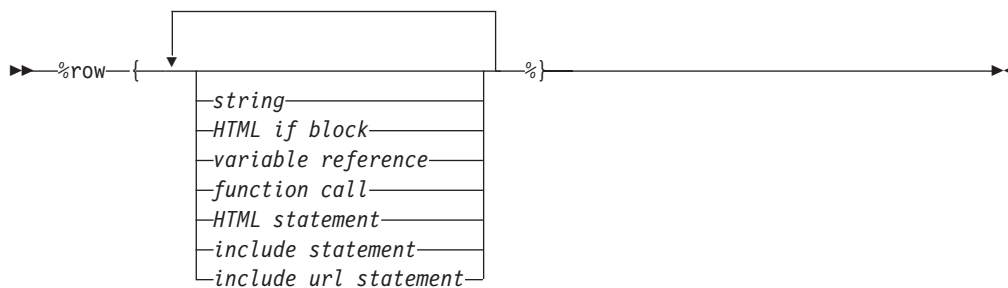 %row { %}
string
HTML if block
variable reference
function call
HTML statement
include statement
include url statement